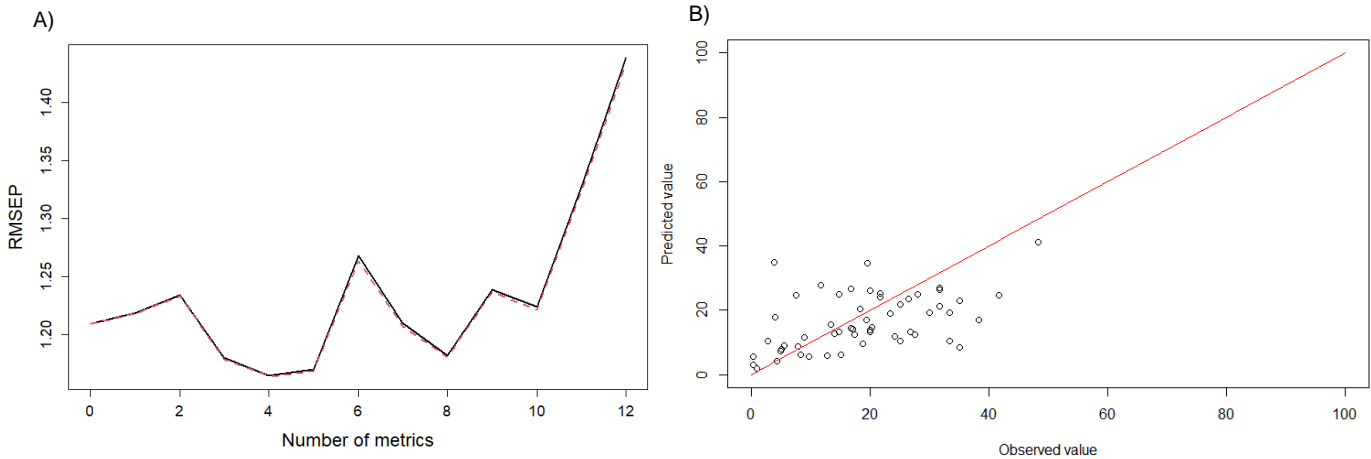 A)
1.40
1.35
1.30
1.25
1.20
RMSEP
0 2 4 6 8 10 12
Number of metrics
B)
100
80
60
40
20
0
Predicted value
0 20 40 60 80 100
Observed value